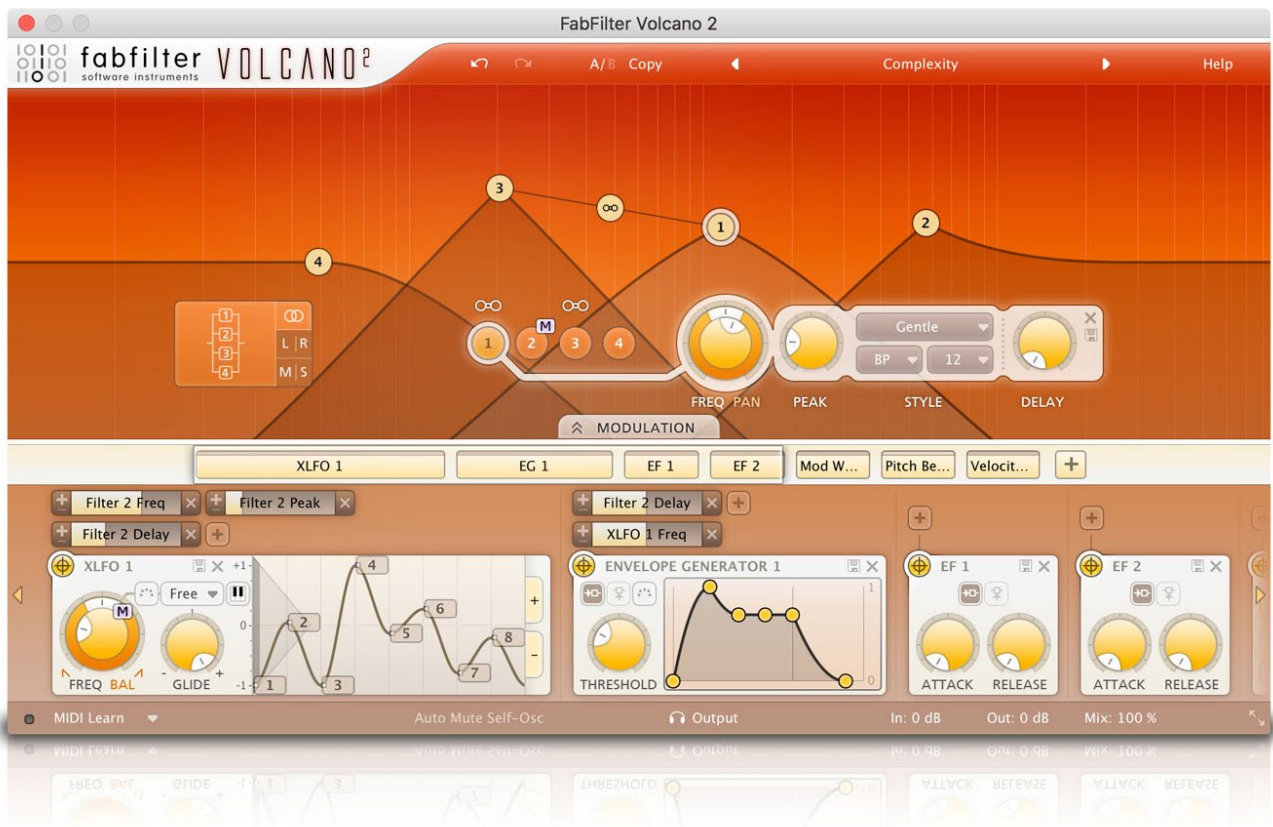 FabFilter Volcano 2
fabfilter VOLCANO²
software instruments
A/B Copy Complexity Help
3
1
2
4
1
2
3
4
L R
M S
1 2 M 3 4
Gentle
BP 12
FREQ PAN PEAK STYLE DELAY
MODULATION
XLFO 1 EG 1 EF 1 EF 2 Mod W... Pitch Be... Velocit... +
Filter 2 Freq Filter 2 Peak Filter 2 Delay
Filter 2 Delay XLFO 1 Freq
XLFO 1 +1 ENVELOPE GENERATOR 1 EF 1 EF 2
Free M 0 -1
1 2 3 4 5 6 7 8
+
-
1
0
FREQ BAL - GLIDE + THRESHOLD ATTACK RELEASE ATTACK RELEASE
MIDI Learn Auto Mute Self-Osc Output In: 0 dB Out: 0 dB Mix: 100 %